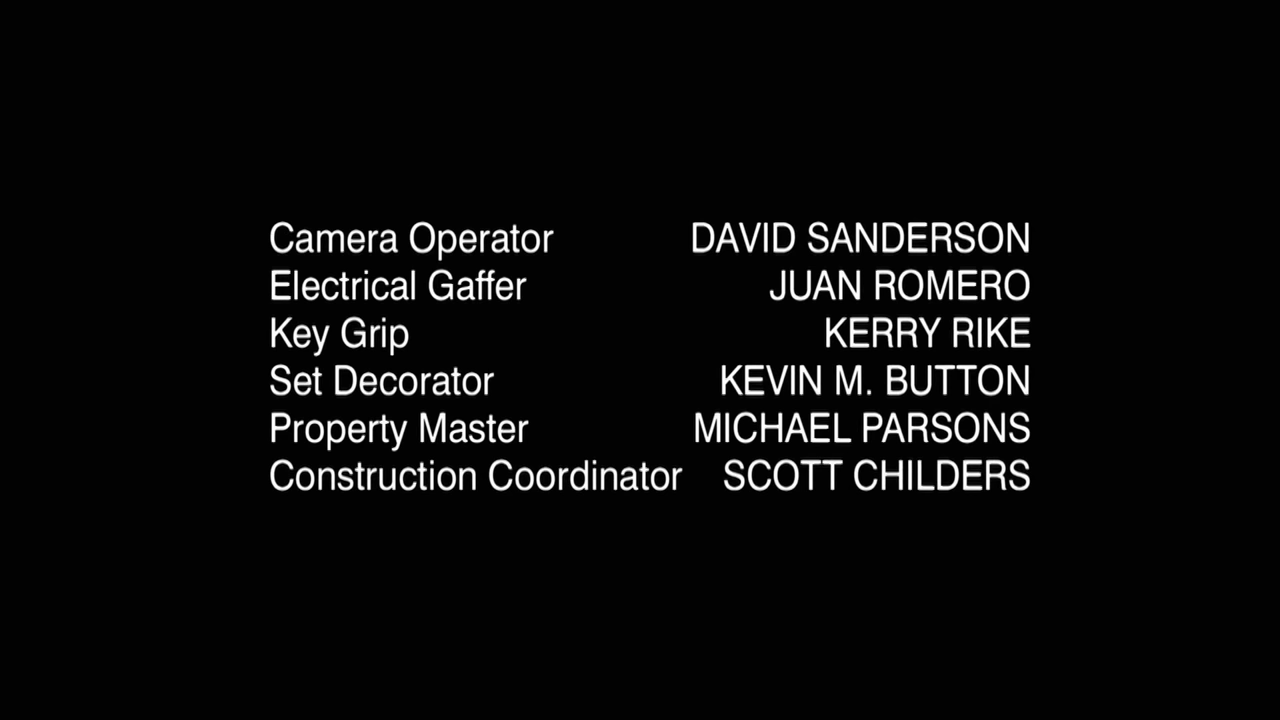 Camera Operator DAVID SANDERSON
Electrical Gaffer JUAN ROMERO
Key Grip KERRY RIKE
Set Decorator KEVIN M. BUTTON
Property Master MICHAEL PARSONS
Construction Coordinator SCOTT CHILDERS